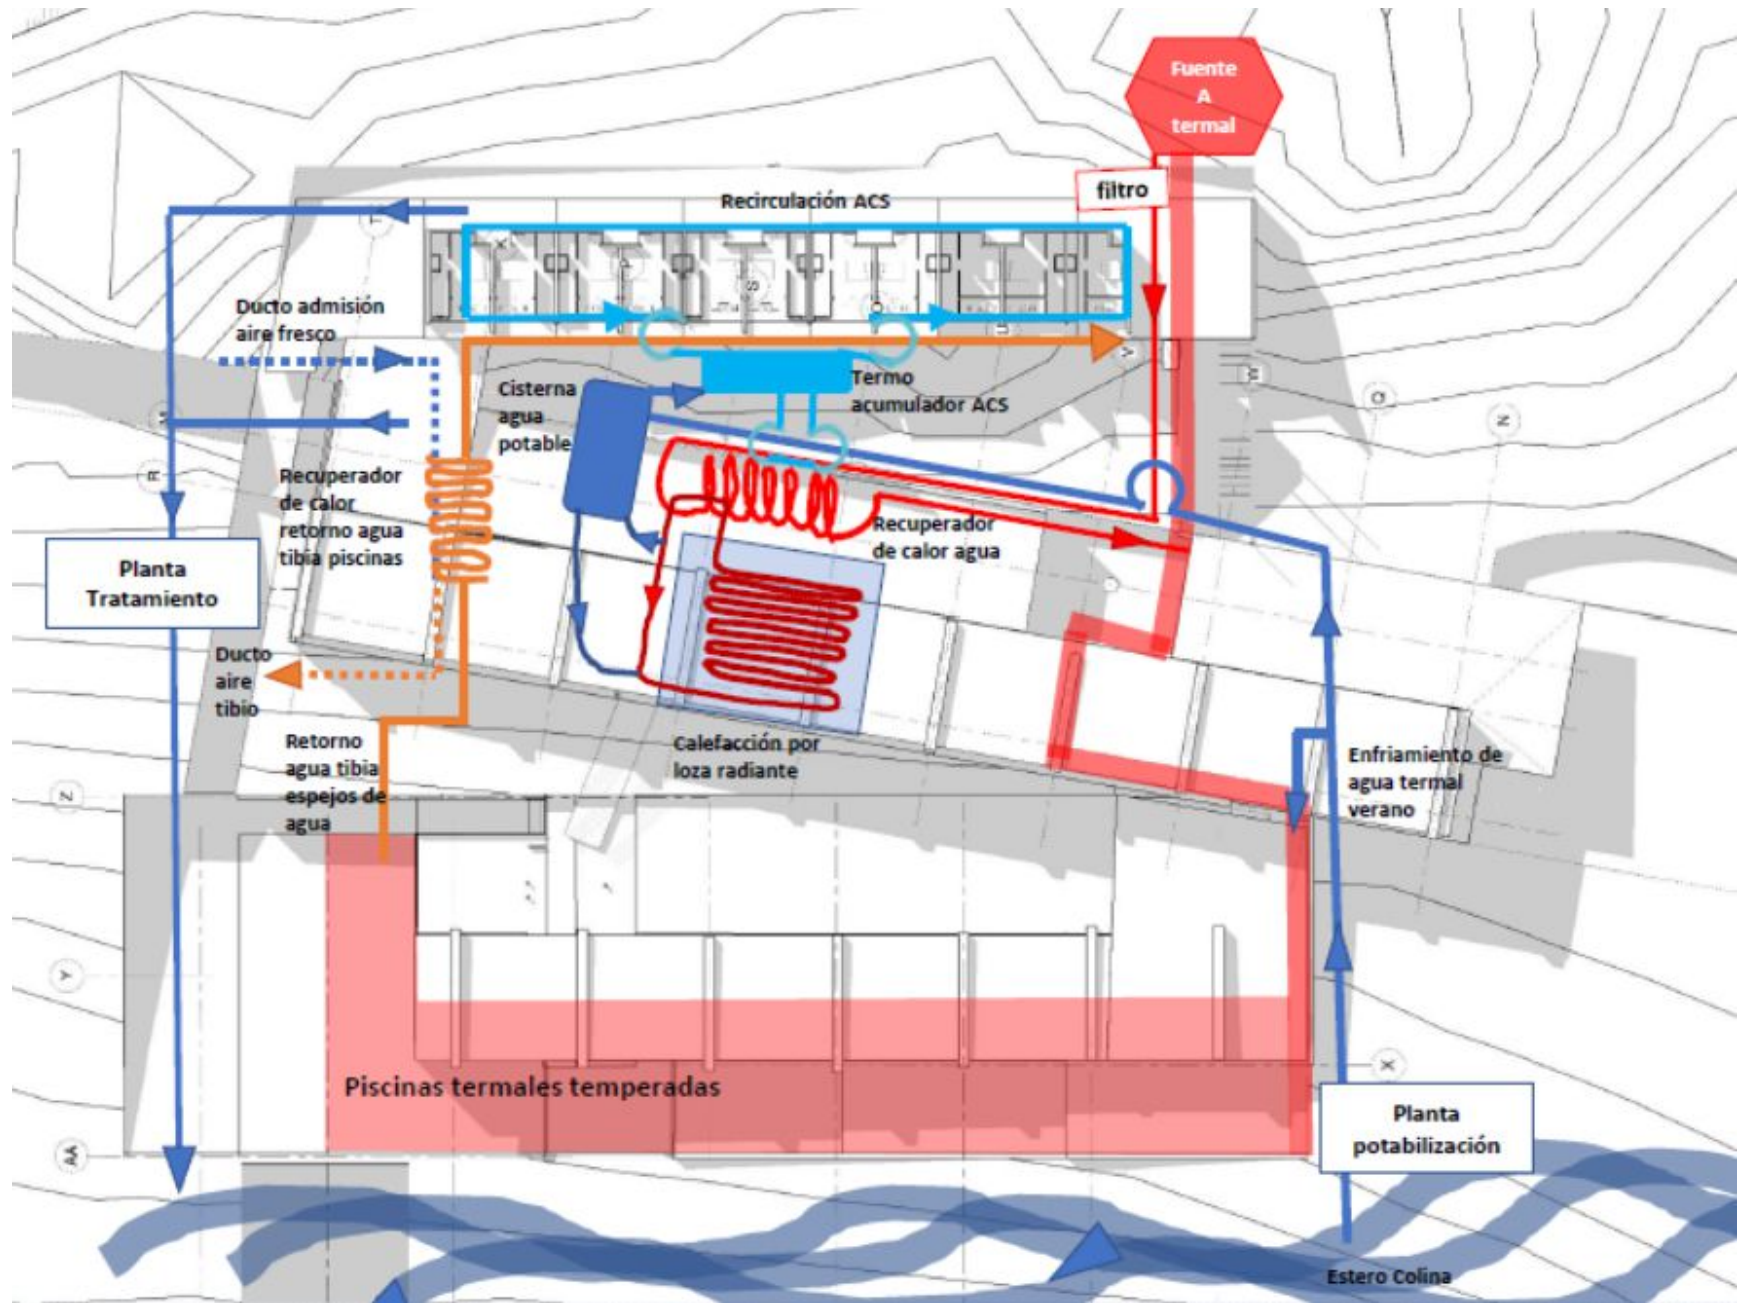 Fuente
A
termal
filtro
Recirculación ACS
Ducto admisión
aire fresco
Cisterna
agua
potable
Termo
acumulador ACS
Recuperador
de calor
retorno agua
tibia piscinas
Recuperador
de calor agua
Planta
Tratamiento
Ducto
aire
tibio
Retorno
agua tibia
espejos de
agua
Calefacción por
loza radiante
Enfriamiento de
agua termal
verano
Piscinas termales temperadas
Planta
potabilización
Estero Colina
T
S
V
W
Q
N
R
Z
Y
X
AA